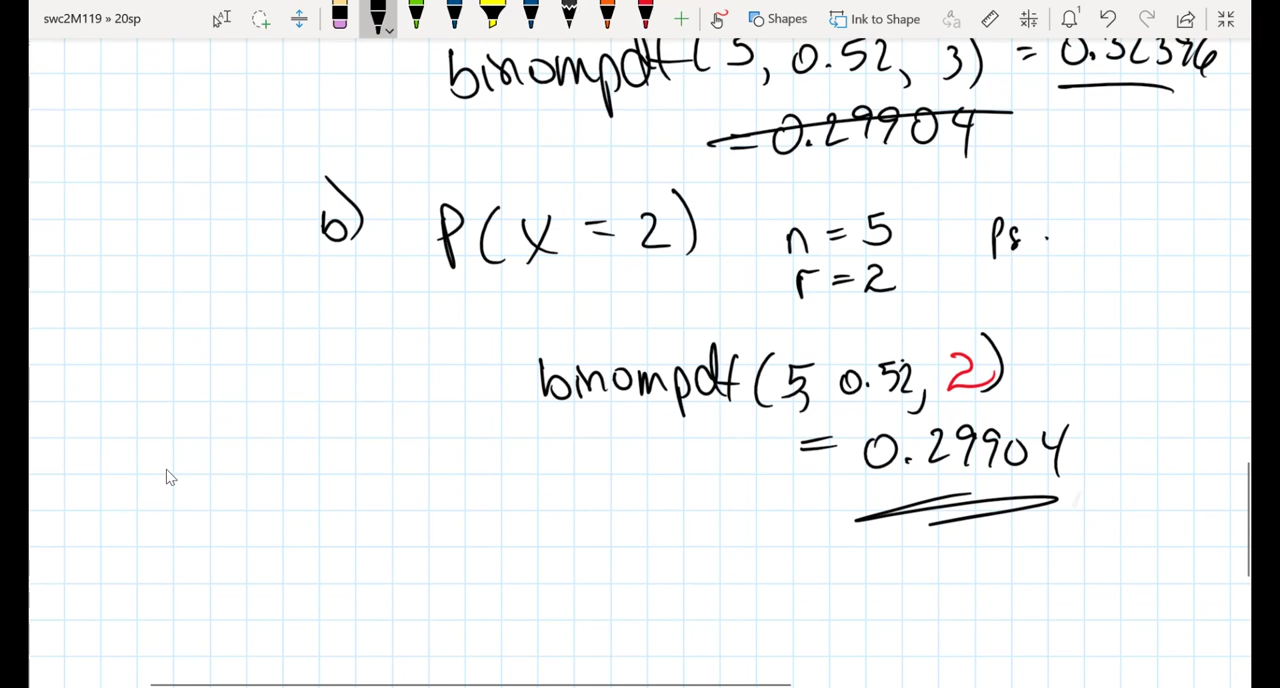 swc2M119 » 20sp
Shapes
Ink to Shape
binompdf(5, 0.52, 3) = 0.32396
= 0.29904
b) P(X = 2) n = 5 ps.
r = 2
binompdf(5, 0.52, 2)
= 0.29904